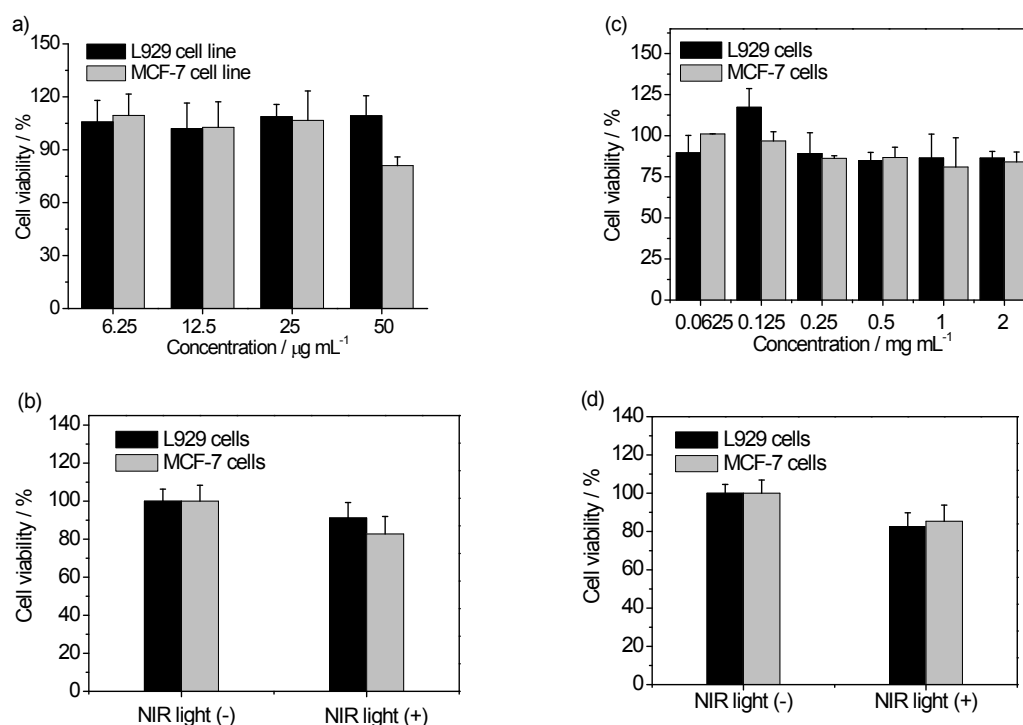 a)
150
120
90
60
30
0
Cell viability / %
L929 cell line
MCF-7 cell line
6.25 12.5 25 50
Concentration / μg mL-1
(c)
150
125
100
75
50
25
0
Cell viability / %
L929 cells
MCF-7 cells
0.0625 0.125 0.25 0.5 1 2
Concentration / mg mL-1
(b)
140
120
100
80
60
40
20
0
Cell viability / %
L929 cells
MCF-7 cells
NIR light (-) NIR light (+)
(d)
140
120
100
80
60
40
20
0
Cell viability / %
L929 cells
MCF-7 cells
NIR light (-) NIR light (+)